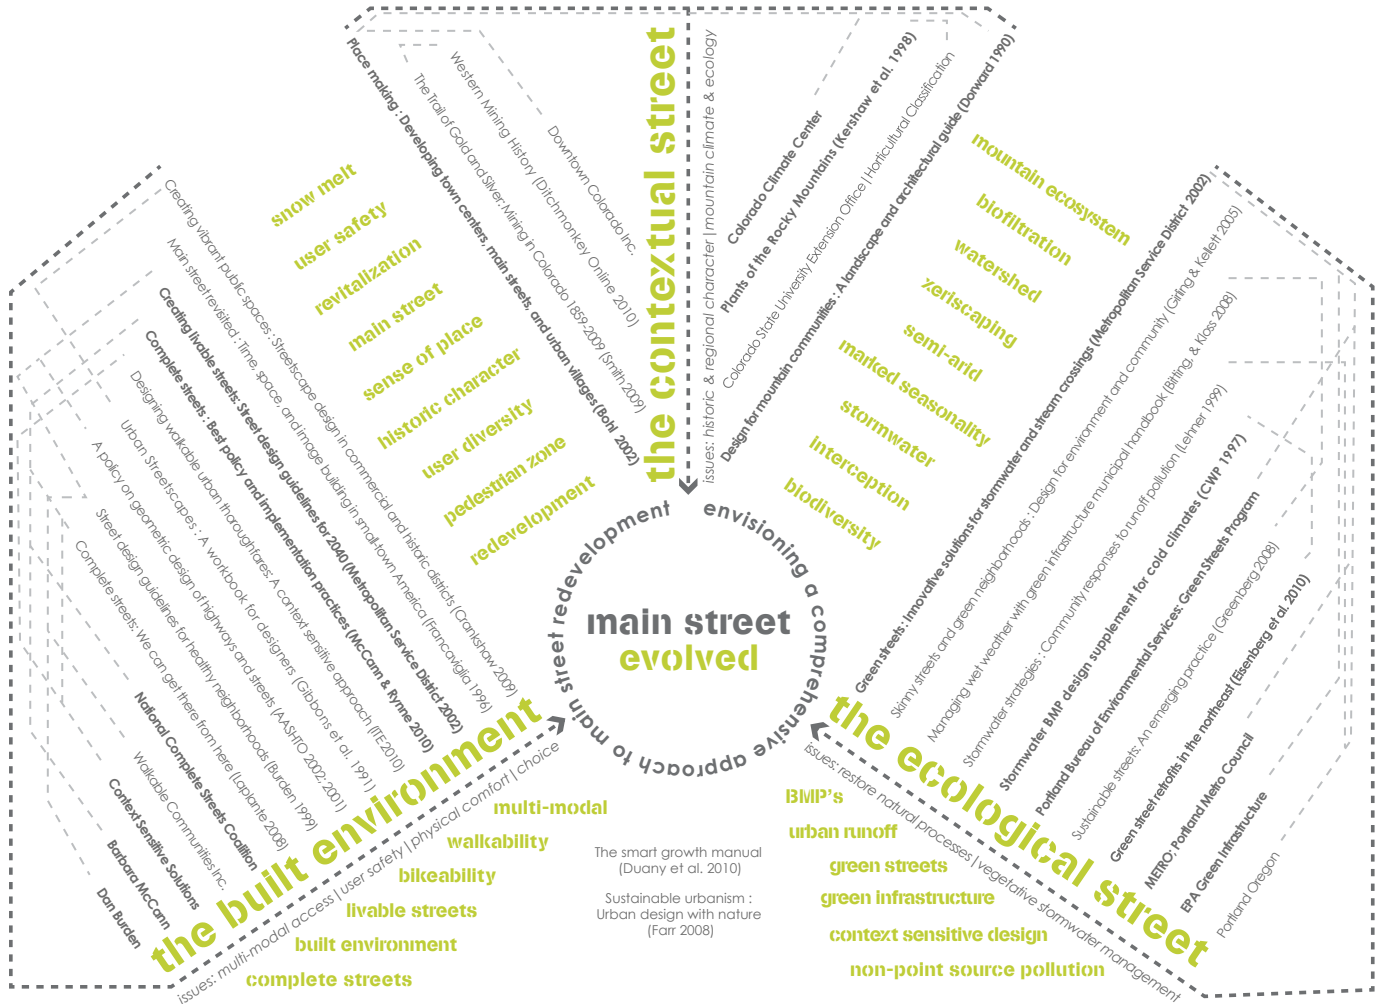 the contextual street
issues: historic & regional character | mountain climate & ecology
Place making : Developing town centers, main streets, and urban villages (Bohl 2002)
The Trail of Gold and Silver: Mining in Colorado 1859-2009 (Smith 2009)
Western Mining History (Ditchmonkey Online 2010)
Downtown Colorado Inc.
Colorado Climate Center
Plants of the Rocky Mountains (Kershaw et al. 1998)
Colorado State University Extension Office | Horticultural Classification
Design for mountain communities : A landscape and architectural guide (Dorward 1990)
snow melt
user safety
revitalization
main street
sense of place
historic character
user diversity
pedestrian zone
redevelopment
mountain ecosystem
biofiltration
watershed
xeriscaping
semi-arid
marked seasonality
stormwater
interception
biodiversity
envisioning a comprehensive approach to main street redevelopment
main street
evolved
Creating vibrant public spaces : Streetscape design in commercial and historic districts (Crankshaw 2009)
Main street revisited : Time, space, and image building in small-town America (Francaviglia 1996)
Creating livable streets: Street design guidelines for 2040 (Metropolitan Service District 2002)
Complete streets : Best policy and implementation practices (McCann & Rynne 2010)
Designing walkable urban thoroughfares: A context sensitive approach (ITE2010)
Urban Streetscapes : A workbook for designers (Gibbons et al. 1991)
A policy on geometric design of highways and streets (AASHTO 2002; 2001)
Street design guidelines for healthy neighborhoods (Burden 1999)
Complete streets: We can get there from here (Laplante 2008)
National Complete Streets Coalition
Walkable Communities Inc.
Context Sensitive Solutions
Barbara McCann
Dan Burden
the built environment
issues: multi-modal access | user safety | physical comfort | choice
multi-modal
walkability
bikeability
livable streets
built environment
complete streets
The smart growth manual
(Duany et al. 2010)
Sustainable urbanism :
Urban design with nature
(Farr 2008)
Green streets : Innovative solutions for stormwater and stream crossings (Metropolitan Service District 2002)
Skinny streets and green neighborhoods : Design for environment and community (Girling & Kellett 2005)
Managing wet weather with green infrastructure municipal handbook (Bitting, & Kloss 2008)
Stormwater strategies : Community responses to runoff pollution (Lehner 1999)
Stormwater BMP design supplement for cold climates (CWP 1997)
Portland Bureau of Environmental Services: Green Streets Program
Sustainable streets: An emerging practice (Greenberg 2008)
Green street retrofits in the northeast (Eisenberg et al. 2010)
METRO; Portland Metro Council
EPA Green Infrastructure
Portland Oregon
the ecological street
issues: restore natural processes | vegetative stormwater management
BMP's
urban runoff
green streets
green infrastructure
context sensitive design
non-point source pollution